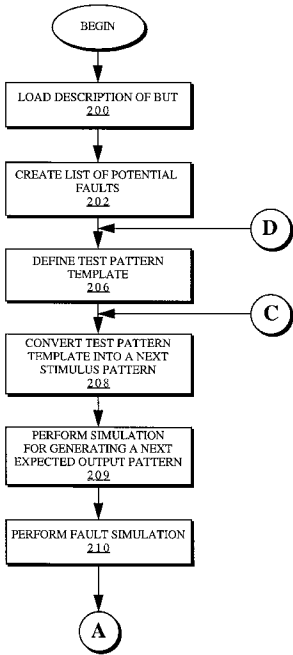 BEGIN
LOAD DESCRIPTION OF BUT
200
CREATE LIST OF POTENTIAL
FAULTS
202
D
DEFINE TEST PATTERN
TEMPLATE
206
C
CONVERT TEST PATTERN
TEMPLATE INTO A NEXT
STIMULUS PATTERN
208
PERFORM SIMULATION
FOR GENERATING A NEXT
EXPECTED OUTPUT PATTERN
209
PERFORM FAULT SIMULATION
210
A